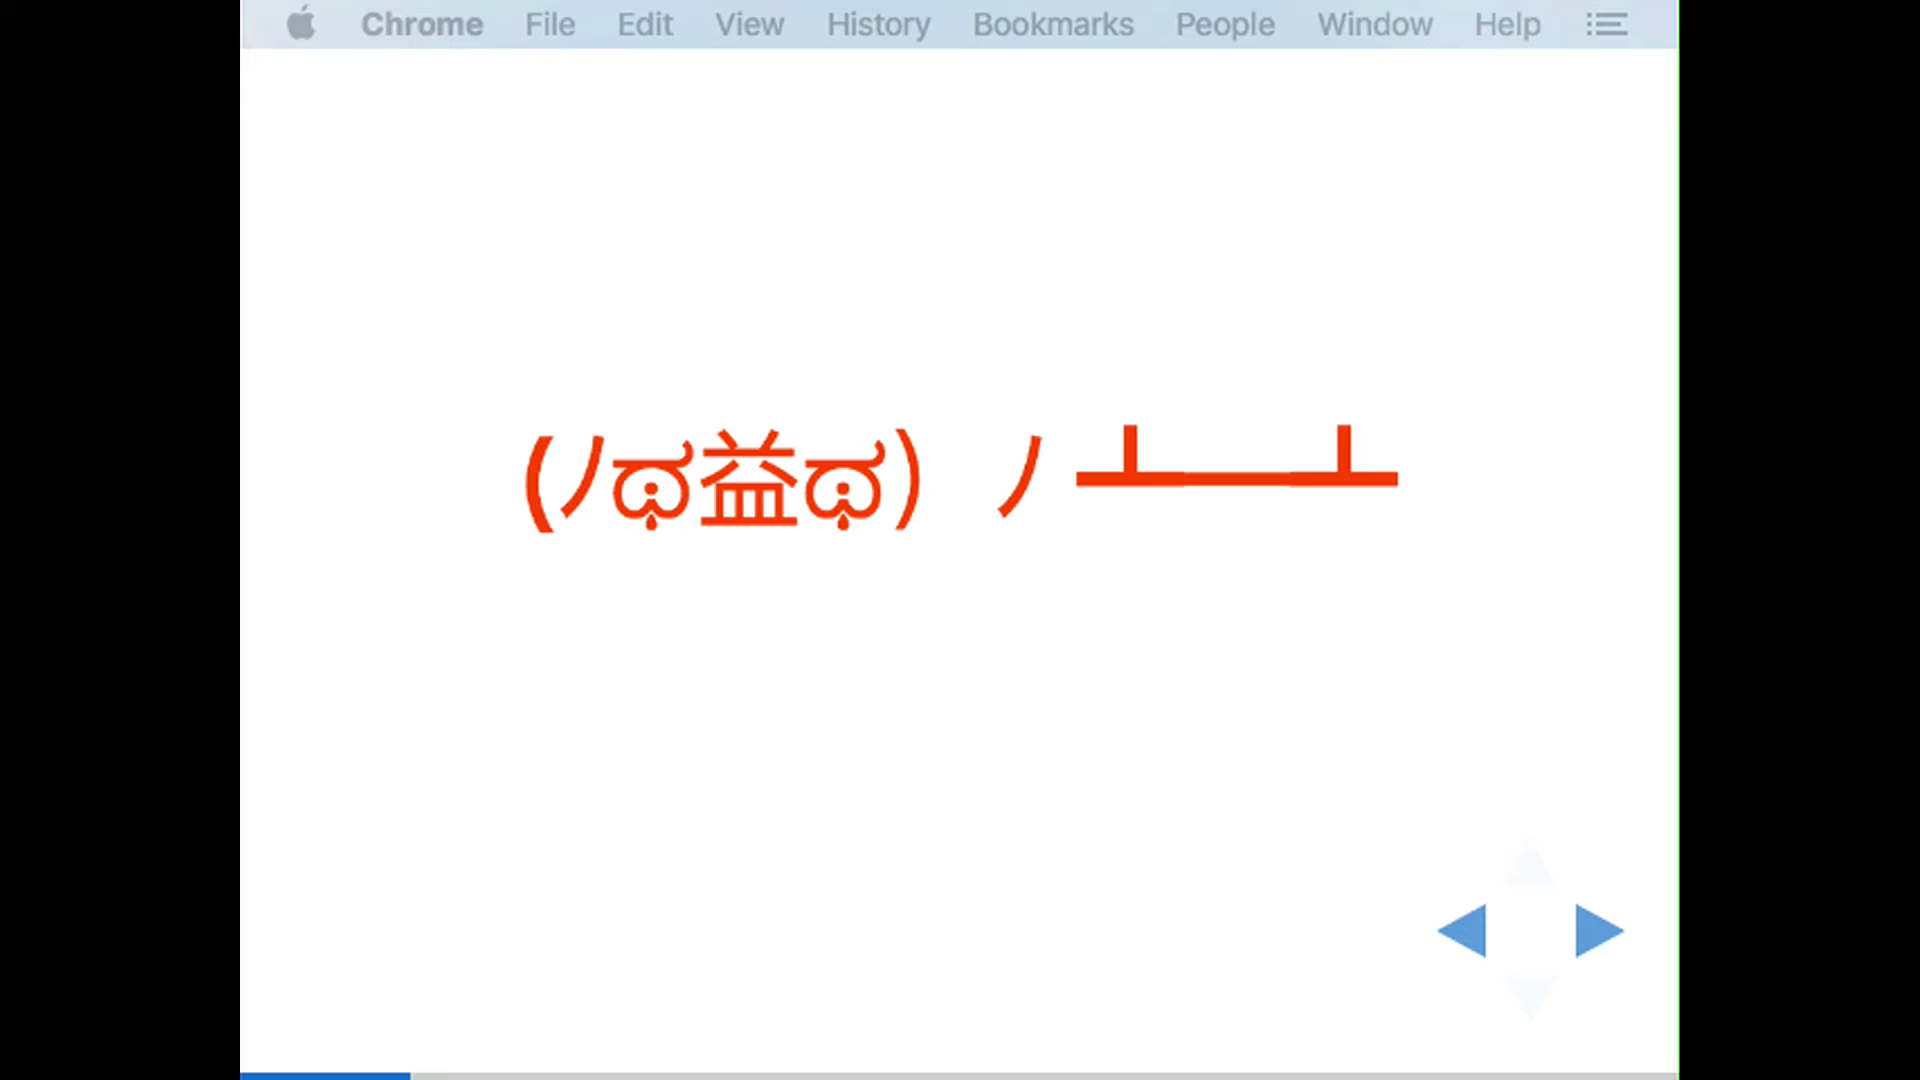 Chrome File Edit View History Bookmarks People Window Help
(ノಥ益ಥ）ノ ┻━┻